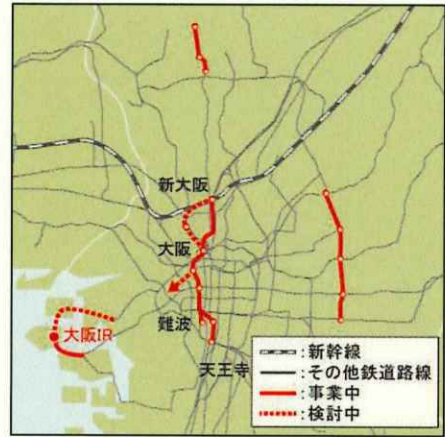 新大阪
大阪
大阪IR
難波
天王寺
:新幹線
:その他鉄道路線
:事業中
:検討中